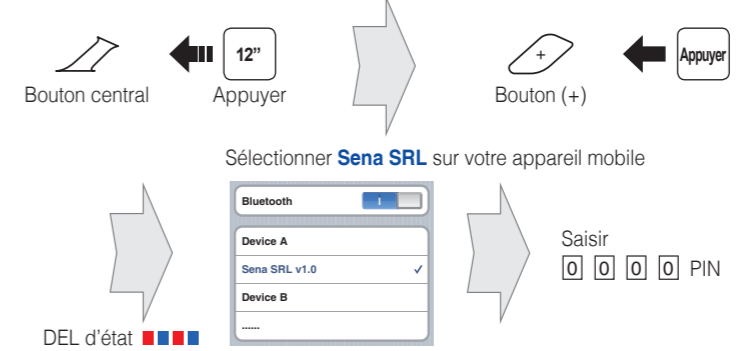 12”
Appuyer
Bouton central
+
Appuyer
Bouton (+)
Sélectionner Sena SRL sur votre appareil mobile
DEL d’état
Bluetooth
I
Device A
Sena SRL v1.0 ✓
Device B
......
Saisir
0 0 0 0 PIN